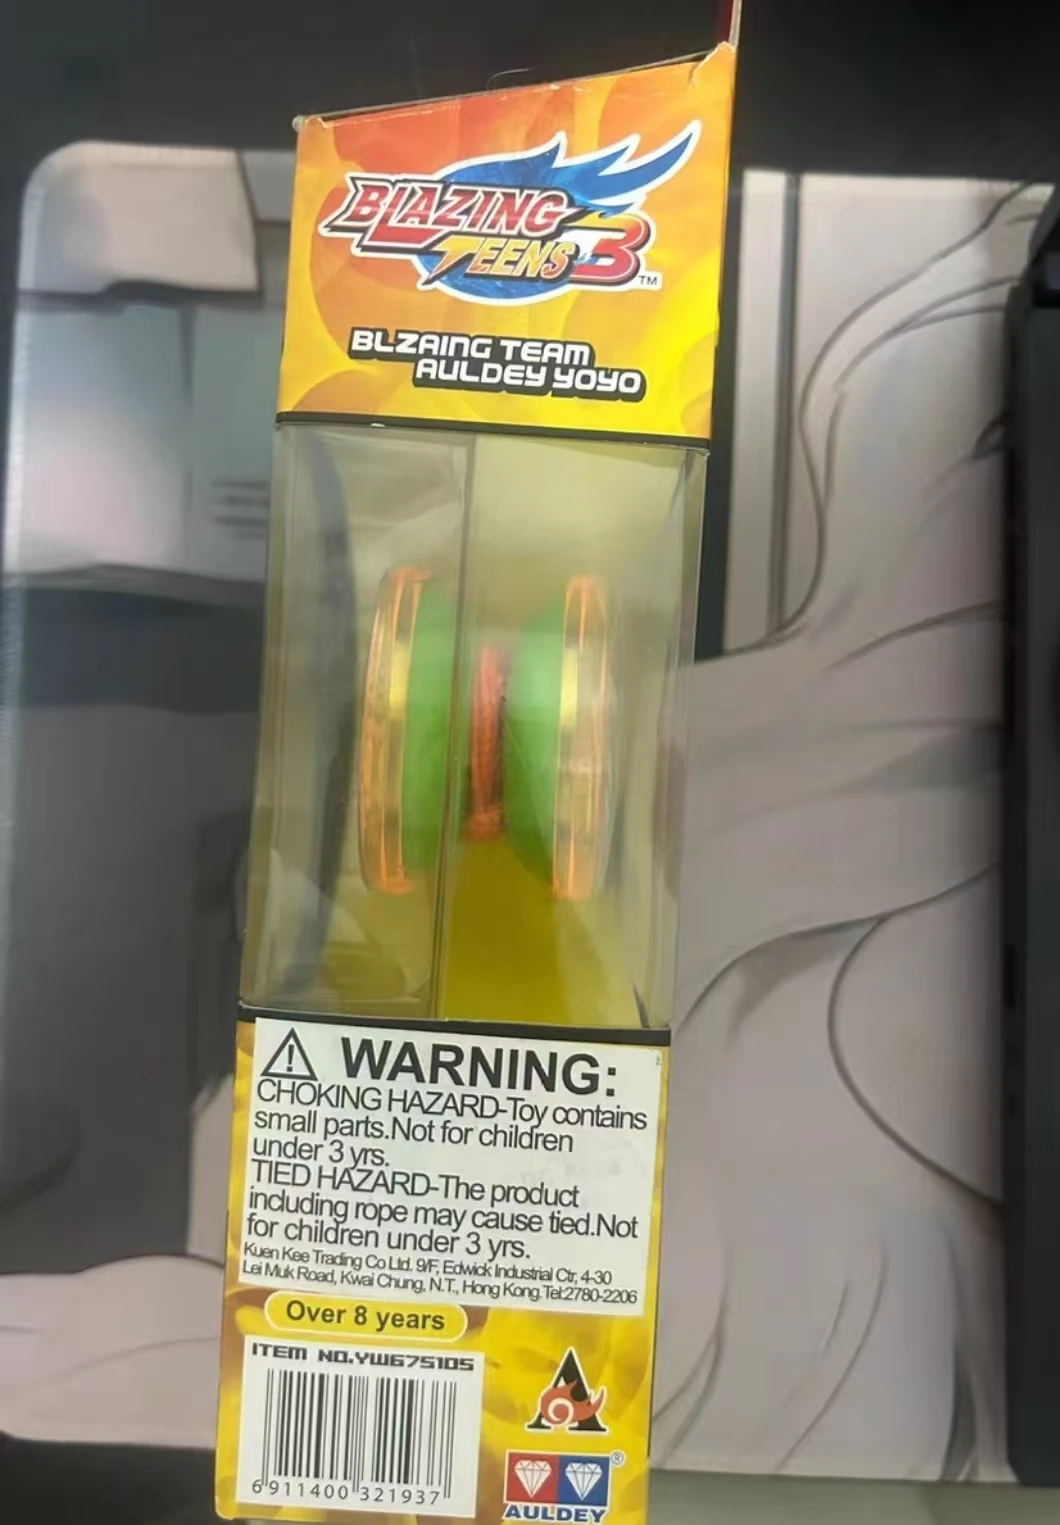 BLAZING
TEENS 3 TM
BLZAING TEAM
AULDEY YOYO
WARNING:
CHOKING HAZARD-Toy contains
small parts.Not for children
under 3 yrs.
TIED HAZARD-The product
including rope may cause tied.Not
for children under 3 yrs.
Kuen Kee Trading Co Ltd. 9/F, Edwick Industrial Ctr, 4-30
Lei Muk Road, Kwai Chung, N.T., Hong Kong.Tel:2780-2206
Over 8 years
ITEM NO.YW675105
6 911400 321937
®
AULDEY